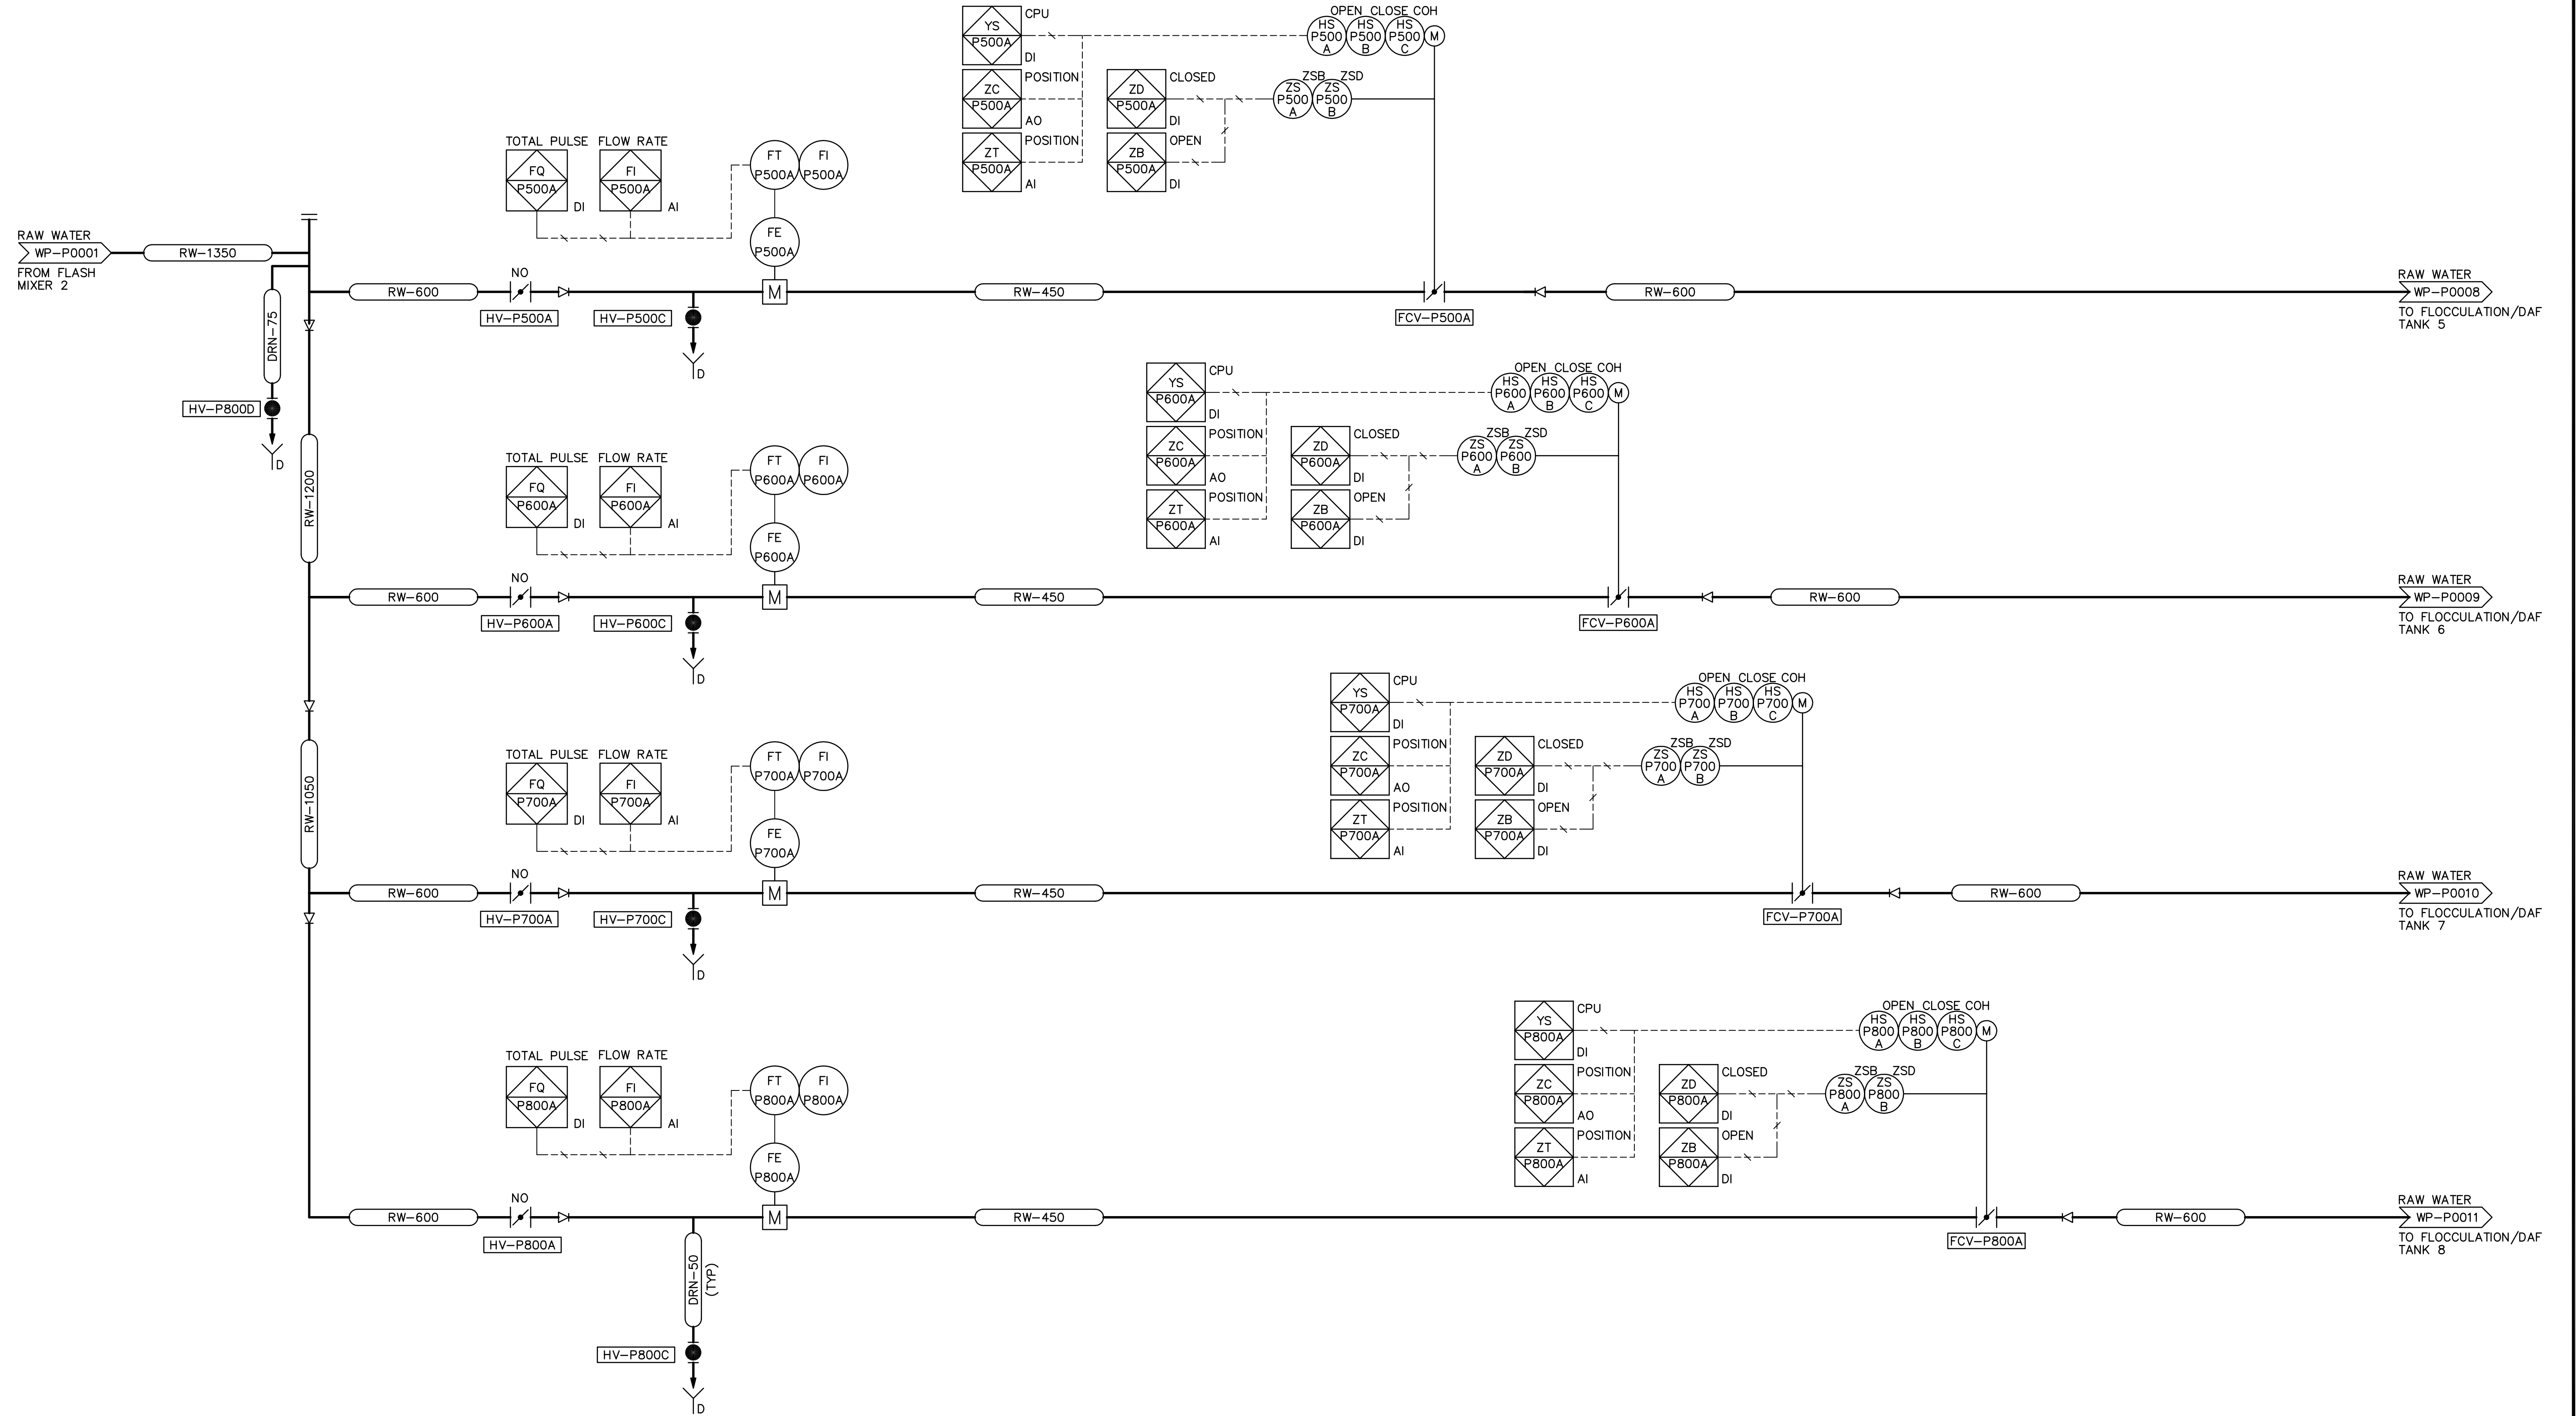 CPU
YS
P500A
DI
POSITION
ZC
P500A
AO
POSITION
ZT
P500A
AI
CLOSED
ZD
P500A
DI
OPEN
ZB
P500A
DI
OPEN CLOSE COH
HS
P500
A
HS
P500
B
HS
P500
C
M
ZSB ZSD
ZS
P500
A
ZS
P500
B
TOTAL PULSE
FQ
P500A
DI
FLOW RATE
FI
P500A
AI
FT
P500A
FI
P500A
FE
P500A
RAW WATER
WP-P0001
FROM FLASH
MIXER 2
RW-1350
DRN-75
HV-P800D
D
RW-600
NO
HV-P500A
HV-P500C
D
M
RW-450
FCV-P500A
RW-600
RAW WATER
WP-P0008
TO FLOCCULATION/DAF
TANK 5
RW-1200
CPU
YS
P600A
DI
POSITION
ZC
P600A
AO
POSITION
ZT
P600A
AI
CLOSED
ZD
P600A
DI
OPEN
ZB
P600A
DI
OPEN CLOSE COH
HS
P600
A
HS
P600
B
HS
P600
C
M
ZSB ZSD
ZS
P600
A
ZS
P600
B
TOTAL PULSE
FQ
P600A
DI
FLOW RATE
FI
P600A
AI
FT
P600A
FI
P600A
FE
P600A
RW-600
NO
HV-P600A
HV-P600C
D
M
RW-450
FCV-P600A
RW-600
RAW WATER
WP-P0009
TO FLOCCULATION/DAF
TANK 6
RW-1050
CPU
YS
P700A
DI
POSITION
ZC
P700A
AO
POSITION
ZT
P700A
AI
CLOSED
ZD
P700A
DI
OPEN
ZB
P700A
DI
OPEN CLOSE COH
HS
P700
A
HS
P700
B
HS
P700
C
M
ZSB ZSD
ZS
P700
A
ZS
P700
B
TOTAL PULSE
FQ
P700A
DI
FLOW RATE
FI
P700A
AI
FT
P700A
FI
P700A
FE
P700A
RW-600
NO
HV-P700A
HV-P700C
D
M
RW-450
FCV-P700A
RW-600
RAW WATER
WP-P0010
TO FLOCCULATION/DAF
TANK 7
CPU
YS
P800A
DI
POSITION
ZC
P800A
AO
POSITION
ZT
P800A
AI
CLOSED
ZD
P800A
DI
OPEN
ZB
P800A
DI
OPEN CLOSE COH
HS
P800
A
HS
P800
B
HS
P800
C
M
ZSB ZSD
ZS
P800
A
ZS
P800
B
TOTAL PULSE
FQ
P800A
DI
FLOW RATE
FI
P800A
AI
FT
P800A
FI
P800A
FE
P800A
RW-600
NO
HV-P800A
M
RW-450
FCV-P800A
RW-600
RAW WATER
WP-P0011
TO FLOCCULATION/DAF
TANK 8
DRN-50
(TYP)
HV-P800C
D